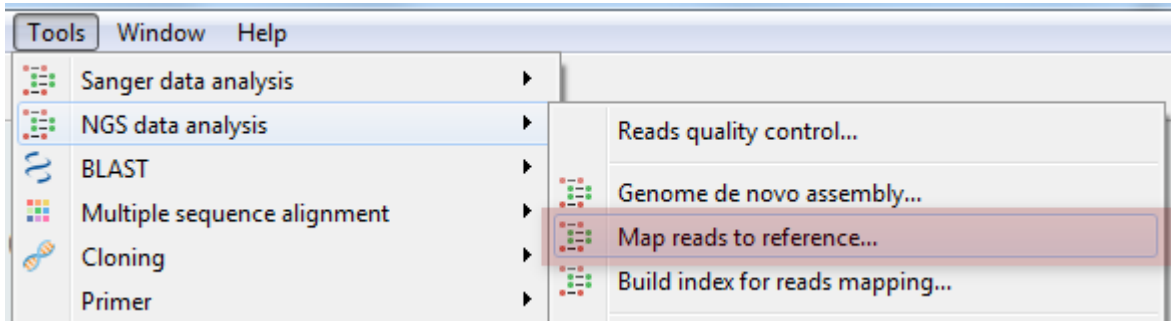 Tools Window Help
Sanger data analysis
NGS data analysis
BLAST
Multiple sequence alignment
Cloning
Primer
Reads quality control...
Genome de novo assembly...
Map reads to reference...
Build index for reads mapping...